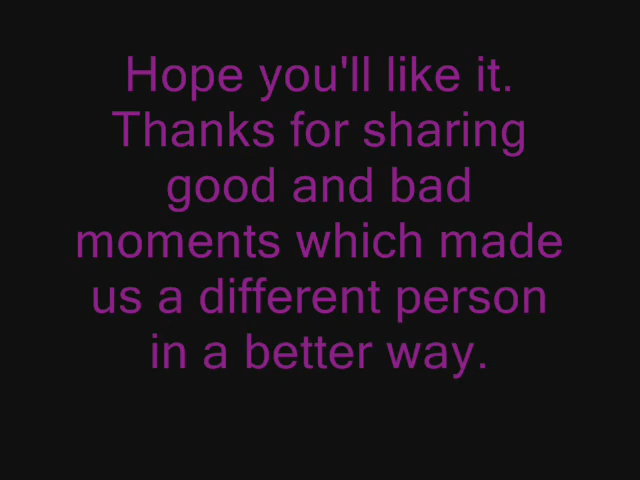 Hope you'll like it.
Thanks for sharing
good and bad
moments which made
us a different person
in a better way.